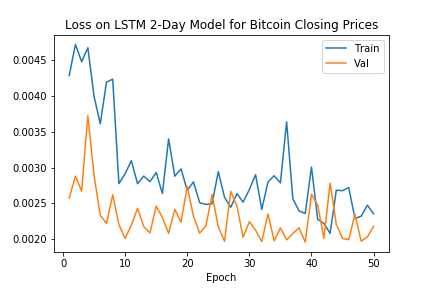 Loss on LSTM 2-Day Model for Bitcoin Closing Prices
Train
Val
0.0045
0.0040
0.0035
0.0030
0.0025
0.0020
0 10 20 30 40 50
Epoch